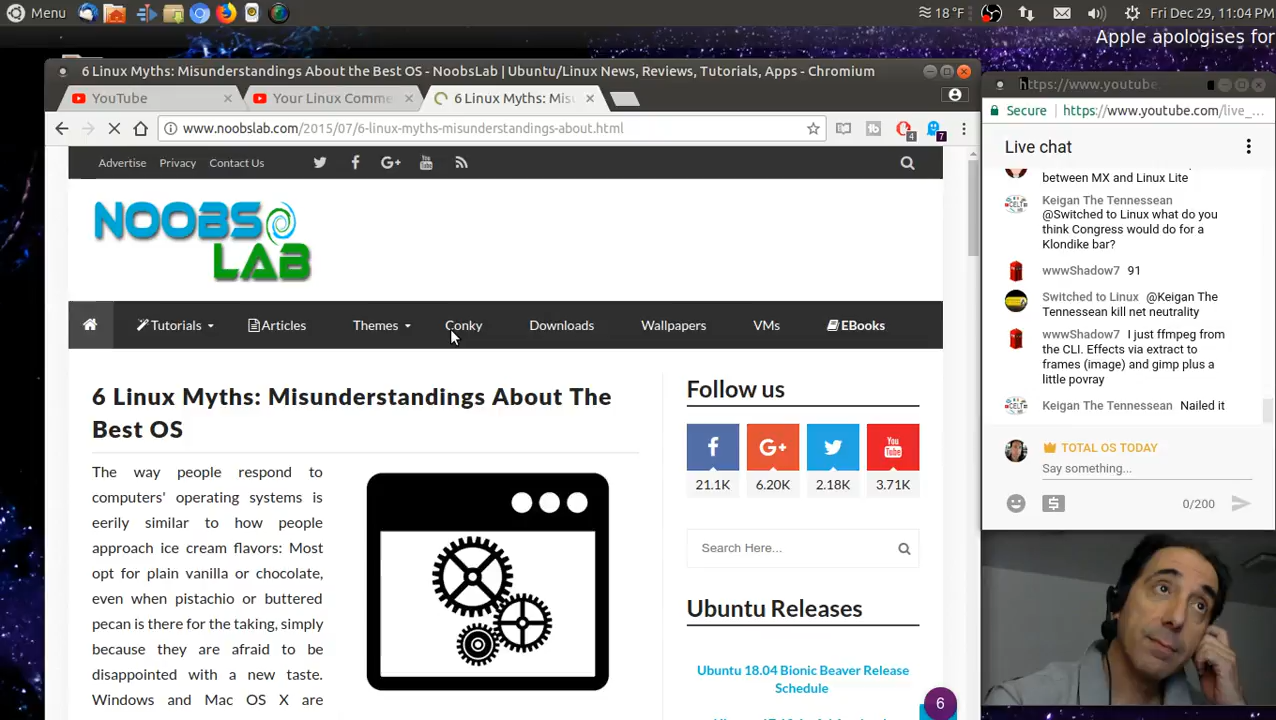 Menu
18 °F
Fri Dec 29, 11:04 PM
Apple apologises for
6 Linux Myths: Misunderstandings About the Best OS - NoobsLab | Ubuntu/Linux News, Reviews, Tutorials, Apps - Chromium
https://www.youtube.
YouTube
Your Linux Comme
6 Linux Myths: Misu
www.noobslab.com/2015/07/6-linux-myths-misunderstandings-about.html
4
7
Secure
https://www.youtube.com/live_...
Advertise
Privacy
Contact Us
NOOBS
LAB
Tutorials
Articles
Themes
Conky
Downloads
Wallpapers
VMs
EBooks
6 Linux Myths: Misunderstandings About The
Best OS
The way people respond to
computers' operating systems is
eerily similar to how people
approach ice cream flavors: Most
opt for plain vanilla or chocolate,
even when pistachio or buttered
pecan is there for the taking, simply
because they are afraid to be
disappointed with a new taste.
Windows and Mac OS X are
Follow us
21.1K
6.20K
2.18K
3.71K
Search Here...
Ubuntu Releases
Ubuntu 18.04 Bionic Beaver Release
Schedule
6
Live chat
between MX and Linux Lite
Keigan The Tennessean
@Switched to Linux what do you
think Congress would do for a
Klondike bar?
wwwShadow7 91
Switched to Linux @Keigan The
Tennessean killed it
wwwShadow7 I just ffmpeg from
the CLI. Effects via extract to
frames (image) and gimp plus a
little povray
Keigan The Tennessean Nailed it
TOTAL OS TODAY
Say something...
0/200